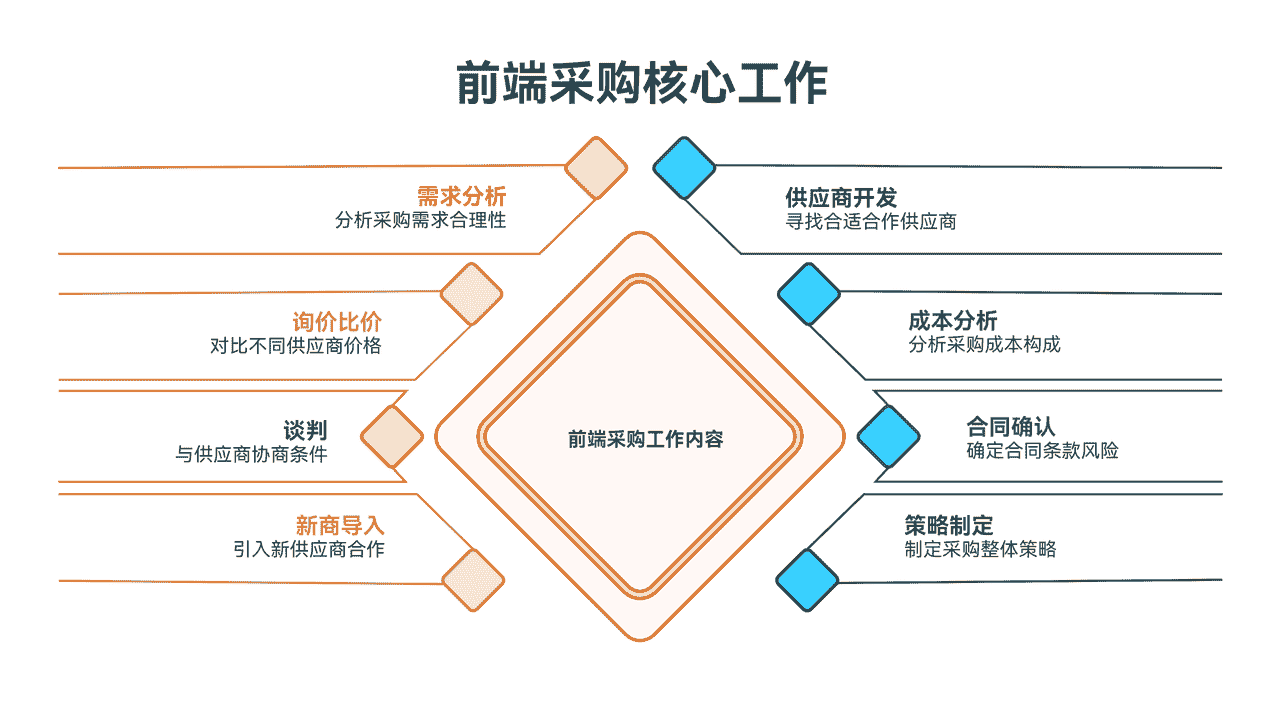 前端采购核心工作
需求分析
分析采购需求合理性
供应商开发
寻找合适合作供应商
询价比价
对比不同供应商价格
成本分析
分析采购成本构成
谈判
与供应商协商条件
前端采购工作内容
合同确认
确定合同条款风险
新商导入
引入新供应商合作
策略制定
制定采购整体策略